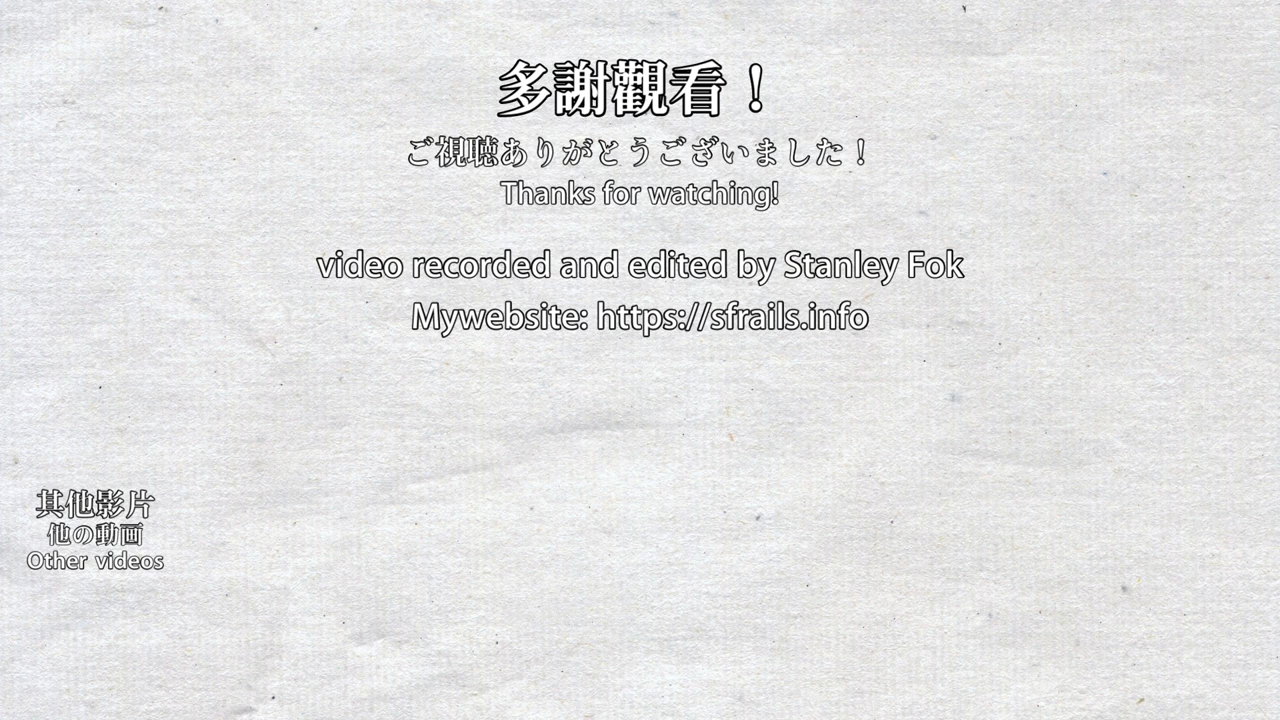 多謝觀看！
ご視聴ありがとうございました！
Thanks for watching!
video recorded and edited by Stanley Fok
Mywebsite: https://sfrails.info
其他影片
他の動画
Other videos